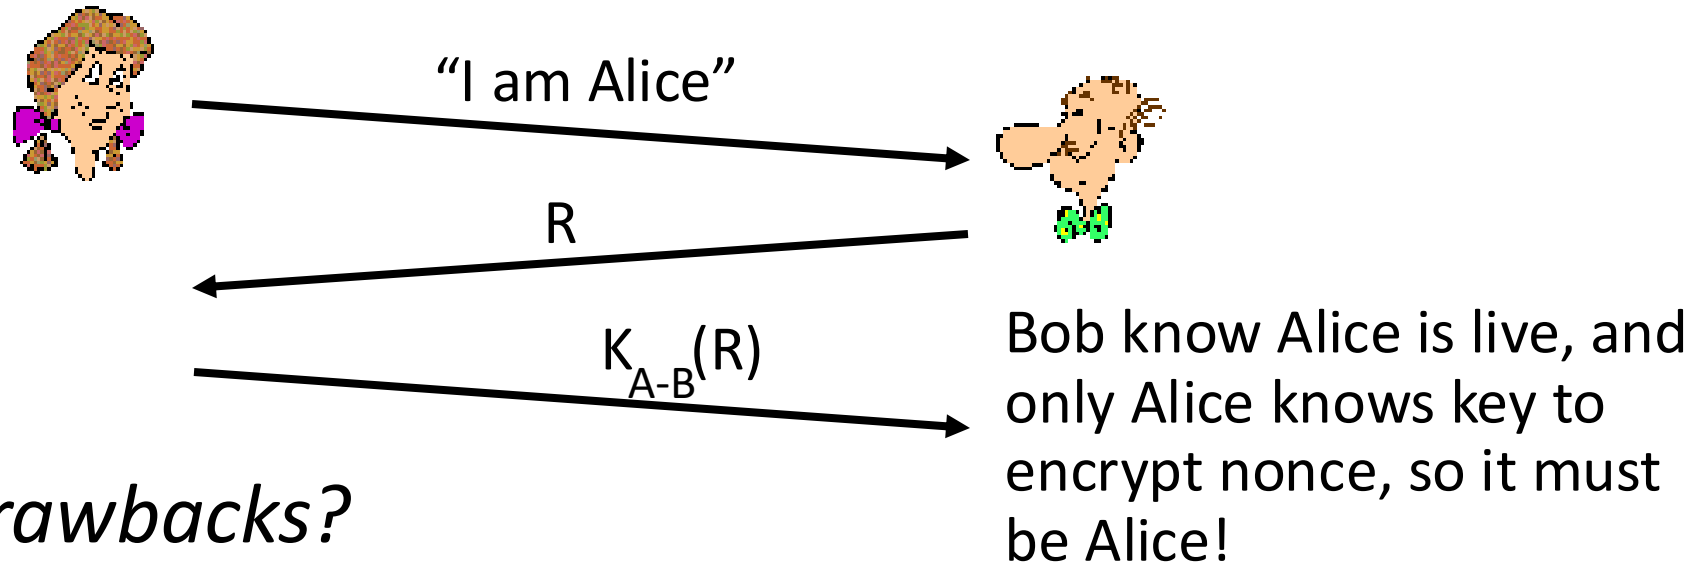 “I am Alice”
R
K_A-B(R)
Bob know Alice is live, and
only Alice knows key to
encrypt nonce, so it must
be Alice!
rawbacks?